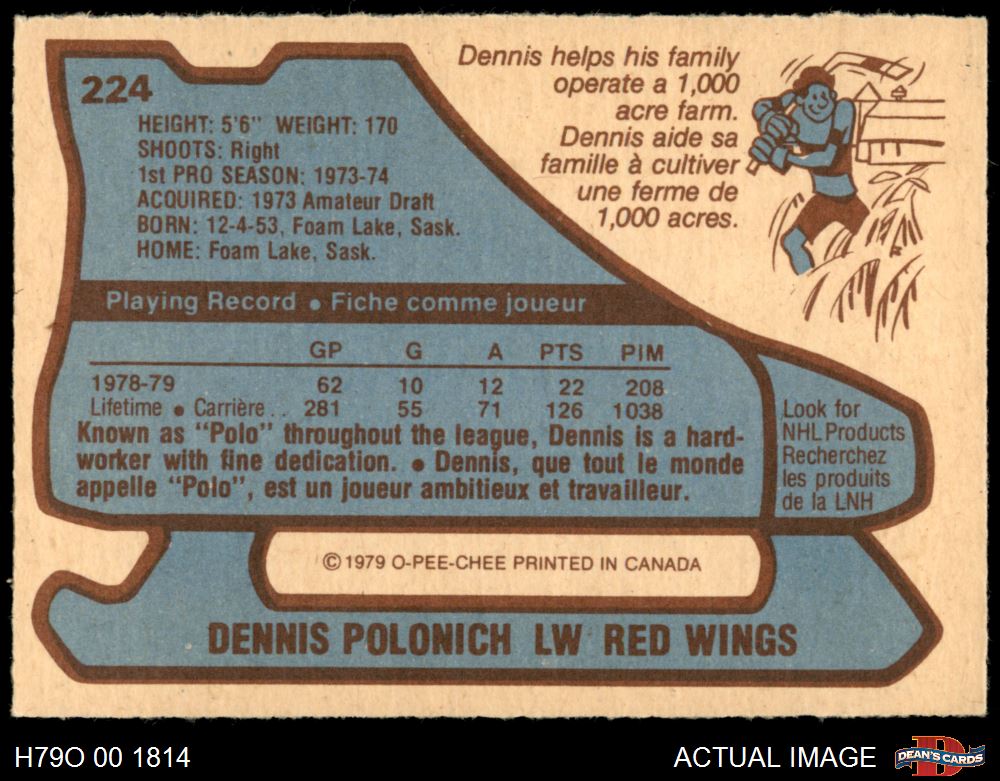 224
HEIGHT: 5'6" WEIGHT: 170
SHOOTS: Right
1st PRO SEASON: 1973-74
ACQUIRED: 1973 Amateur Draft
BORN: 12-4-53, Foam Lake, Sask.
HOME: Foam Lake, Sask.
Dennis helps his family
operate a 1,000
acre farm.
Dennis aide sa
famille à cultiver
une ferme de
1,000 acres.
Playing Record • Fiche comme joueur
GP G A PTS PIM
1978-79 62 10 12 22 208
Lifetime • Carrière . . 281 55 71 126 1038
Known as "Polo" throughout the league, Dennis is a hard-
worker with fine dedication. • Dennis, que tout le monde
appelle "Polo", est un joueur ambitieux et travailleur.
Look for
NHL Products
Recherchez
les produits
de la LNH
© 1979 O-PEE-CHEE PRINTED IN CANADA
DENNIS POLONICH LW RED WINGS
H79O 00 1814
ACTUAL IMAGE
D
DEAN'S CARDS